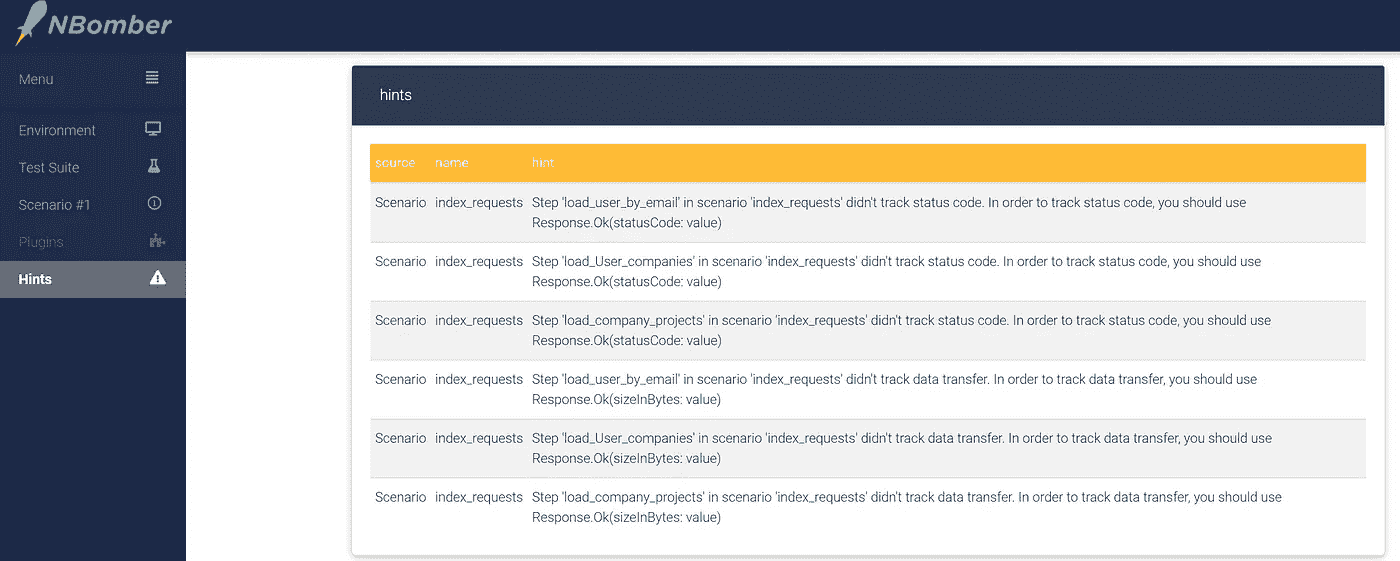 NBomber
Menu
Environment
Test Suite
Scenario #1
Plugins
Hints
hints
source name hint
Scenario index_requests Step 'load_user_by_email' in scenario 'index_requests' didn't track status code. In order to track status code, you should use
Response.Ok(statusCode: value)
Scenario index_requests Step 'load_User_companies' in scenario 'index_requests' didn't track status code. In order to track status code, you should use
Response.Ok(statusCode: value)
Scenario index_requests Step 'load_company_projects' in scenario 'index_requests' didn't track status code. In order to track status code, you should use
Response.Ok(statusCode: value)
Scenario index_requests Step 'load_user_by_email' in scenario 'index_requests' didn't track data transfer. In order to track data transfer, you should use
Response.Ok(sizeInBytes: value)
Scenario index_requests Step 'load_User_companies' in scenario 'index_requests' didn't track data transfer. In order to track data transfer, you should use
Response.Ok(sizeInBytes: value)
Scenario index_requests Step 'load_company_projects' in scenario 'index_requests' didn't track data transfer. In order to track data transfer, you should use
Response.Ok(sizeInBytes: value)